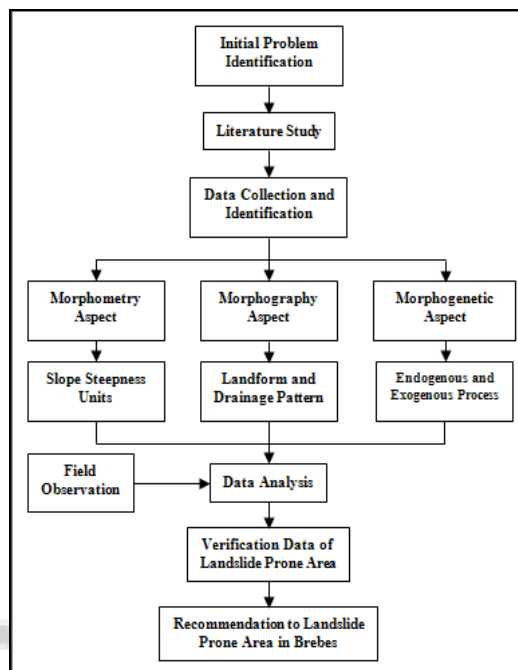 Initial Problem
Identification
Literature Study
Data Collection and
Identification
Morphometry
Aspect
Morphography
Aspect
Morphogenetic
Aspect
Slope Steepness
Units
Landform and
Drainage Pattern
Endogenous and
Exogenous Process
Field
Observation
Data Analysis
Verification Data of
Landslide Prone Area
Recommendation to Landslide
Prone Area in Brebes